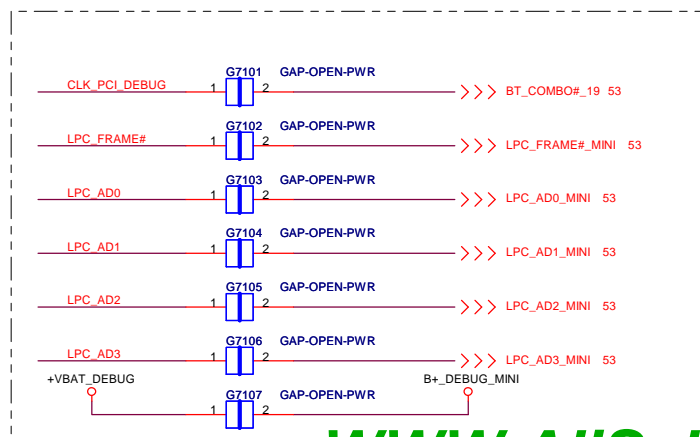 G7101 GAP-OPEN-PWR
CLK_PCI_DEBUG 1 2 BT_COMBO#_19 53
G7102 GAP-OPEN-PWR
LPC_FRAME# 1 2 LPC_FRAME#_MINI 53
G7103 GAP-OPEN-PWR
LPC_AD0 1 2 LPC_AD0_MINI 53
G7104 GAP-OPEN-PWR
LPC_AD1 1 2 LPC_AD1_MINI 53
G7105 GAP-OPEN-PWR
LPC_AD2 1 2 LPC_AD2_MINI 53
G7106 GAP-OPEN-PWR
LPC_AD3 1 2 LPC_AD3_MINI 53
+VBAT_DEBUG B+_DEBUG_MINI
G7107 GAP-OPEN-PWR
1 2